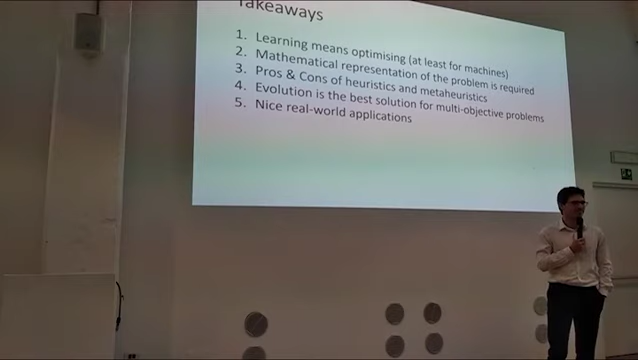 Takeaways
1. Learning means optimising (at least for machines)
2. Mathematical representation of the problem is required
3. Pros & Cons of heuristics and metaheuristics
4. Evolution is the best solution for multi-objective problems
5. Nice real-world applications